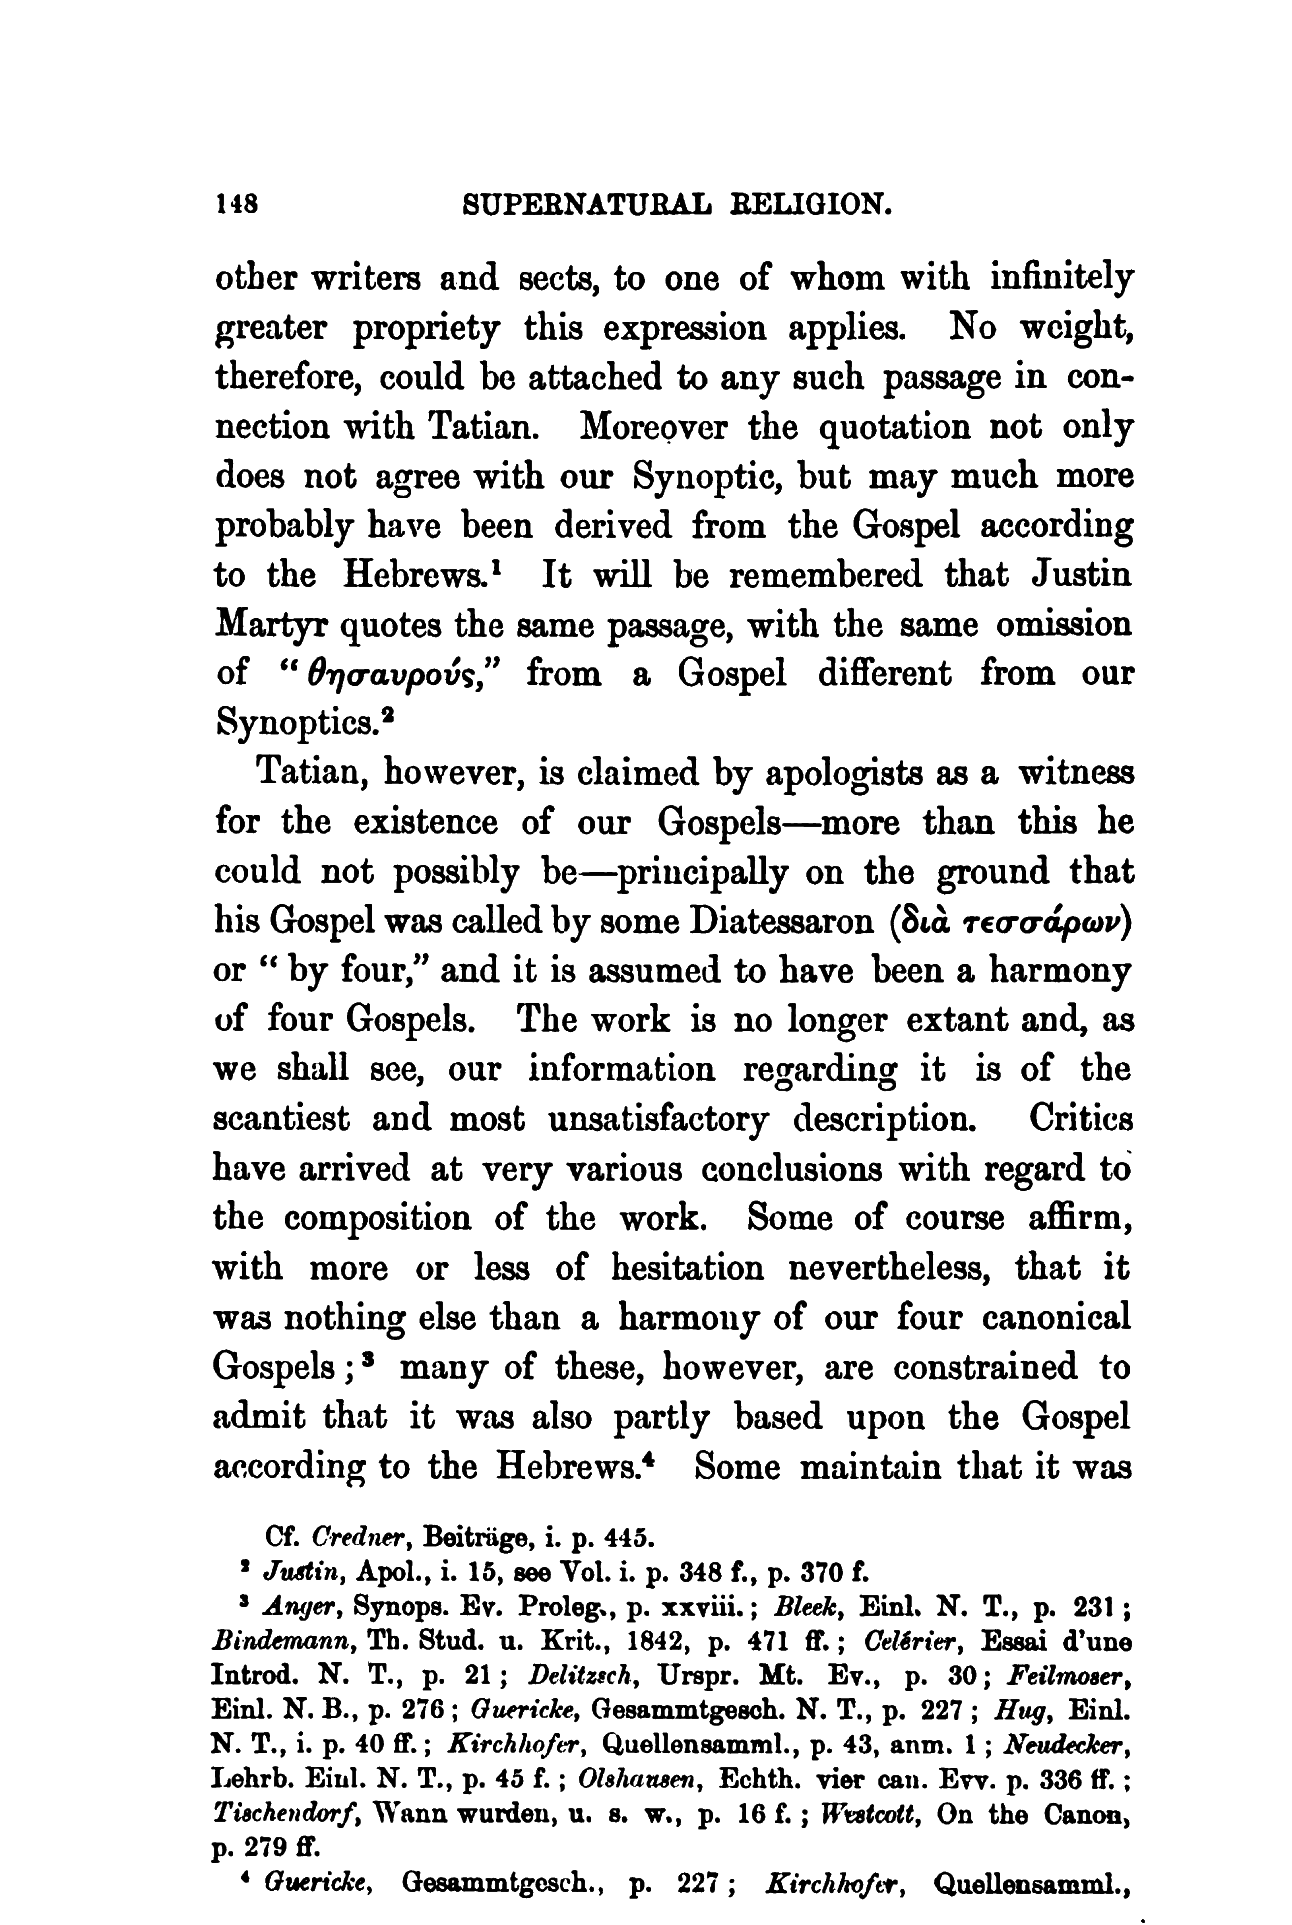 148 SUPERNATURAL RELIGION.
other writers and sects, to one of whom with infinitely
greater propriety this expression applies. No weight,
therefore, could be attached to any such passage in con-
nection with Tatian. Moreover the quotation not only
does not agree with our Synoptic, but may much more
probably have been derived from the Gospel according
to the Hebrews.¹ It will be remembered that Justin
Martyr quotes the same passage, with the same omission
of “ θησαυρούς,” from a Gospel different from our
Synoptics.²
Tatian, however, is claimed by apologists as a witness
for the existence of our Gospels—more than this he
could not possibly be—principally on the ground that
his Gospel was called by some Diatessaron (διὰ τεσσάρων)
or “ by four,” and it is assumed to have been a harmony
of four Gospels. The work is no longer extant and, as
we shall see, our information regarding it is of the
scantiest and most unsatisfactory description. Critics
have arrived at very various conclusions with regard to
the composition of the work. Some of course affirm,
with more or less of hesitation nevertheless, that it
was nothing else than a harmony of our four canonical
Gospels ;³ many of these, however, are constrained to
admit that it was also partly based upon the Gospel
according to the Hebrews.⁴ Some maintain that it was
Cf. Credner, Beiträge, i. p. 445.
² Justin, Apol., i. 15, see Vol. i. p. 348 f., p. 370 f.
³ Anger, Synops. Ev. Proleg., p. xxviii. ; Bleek, Einl. N. T., p. 231 ;
Bindemann, Th. Stud. u. Krit., 1842, p. 471 ff. ; Celérier, Essai d’une
Introd. N. T., p. 21 ; Delitzsch, Urspr. Mt. Ev., p. 30 ; Feilmoser,
Einl. N. B., p. 276 ; Guericke, Gesammtgesch. N. T., p. 227 ; Hug, Einl.
N. T., i. p. 40 ff. ; Kirchhofer, Quellensamml., p. 43, anm. 1 ; Neudecker,
Lehrb. Einl. N. T., p. 45 f. ; Olshausen, Echth. vier can. Evv. p. 336 ff. ;
Tischendorf, Wann wurden, u. s. w., p. 16 f. ; Westcott, On the Canon,
p. 279 ff.
⁴ Guericke, Gesammtgesch., p. 227 ; Kirchhofer, Quellensamml.,